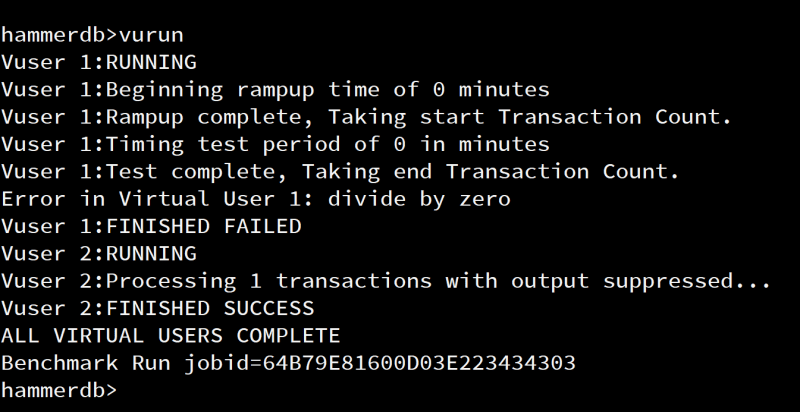 hammerdb>vurun
Vuser 1:RUNNING
Vuser 1:Beginning rampup time of 0 minutes
Vuser 1:Rampup complete, Taking start Transaction Count.
Vuser 1:Timing test period of 0 in minutes
Vuser 1:Test complete, Taking end Transaction Count.
Error in Virtual User 1: divide by zero
Vuser 1:FINISHED FAILED
Vuser 2:RUNNING
Vuser 2:Processing 1 transactions with output suppressed...
Vuser 2:FINISHED SUCCESS
ALL VIRTUAL USERS COMPLETE
Benchmark Run jobid=64B79E81600D03E223434303
hammerdb>